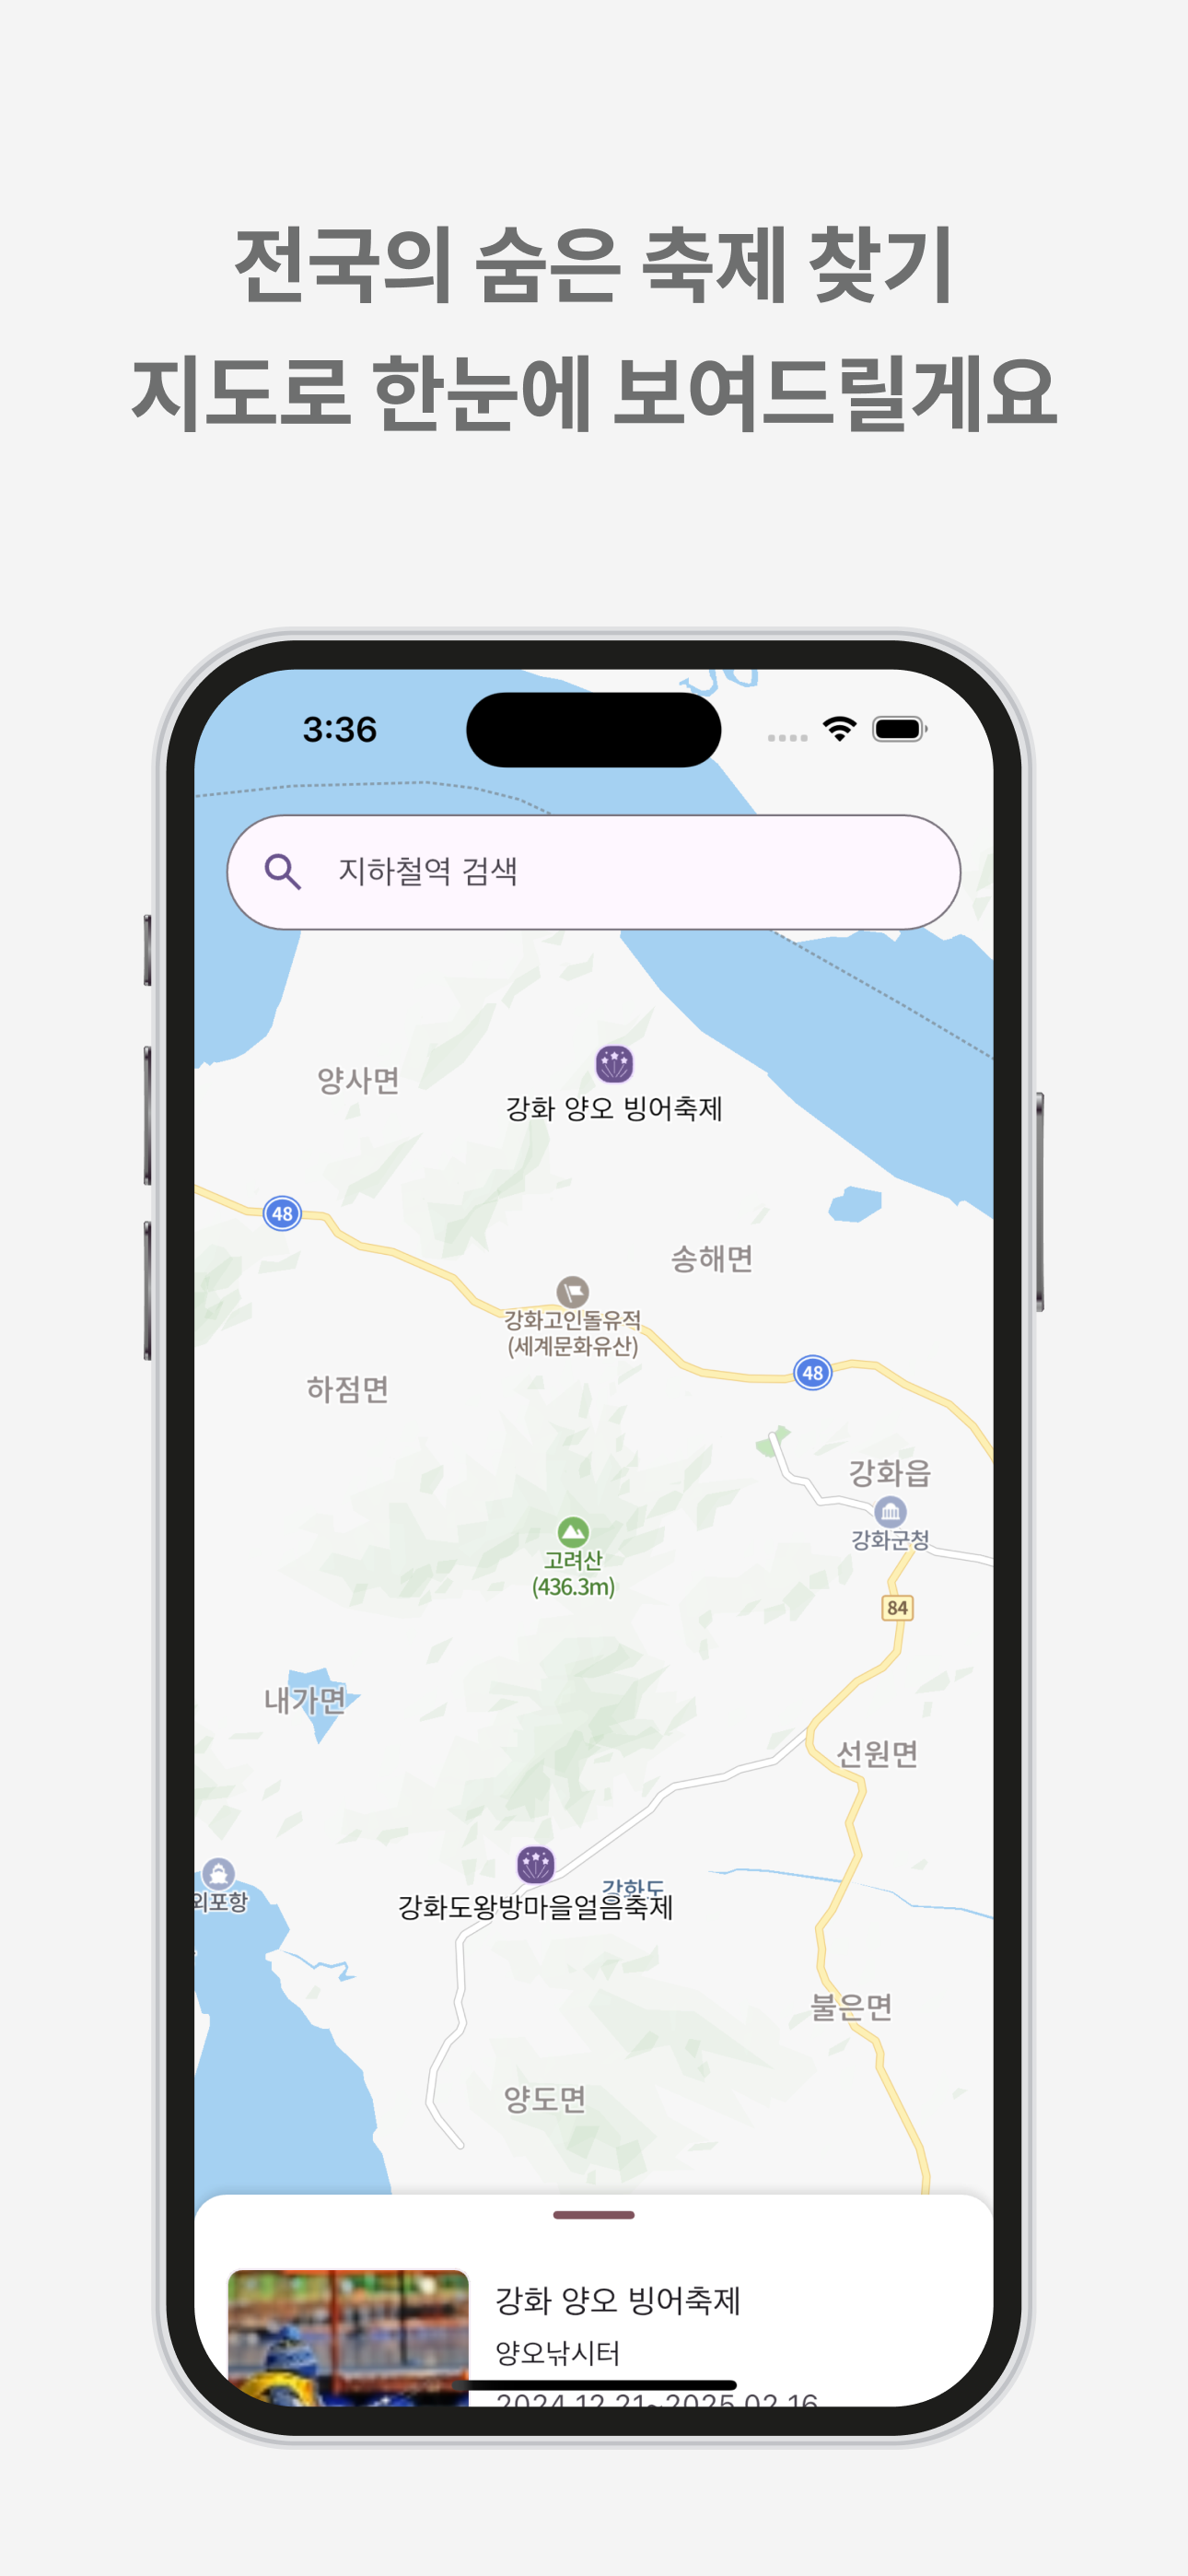 전국의 숨은 축제 찾기
지도로 한눈에 보여드릴게요
3:36
지하철역 검색
양사면
강화 양오 빙어축제
48
송해면
강화고인돌유적
(세계문화유산)
48
하점면
강화읍
강화군청
고려산
(436.3m)
84
내가면
선원면
외포항
강화도
강화도왕방마을얼음축제
불은면
양도면
강화 양오 빙어축제
양오낚시터
2024.12.21~2025.02.16